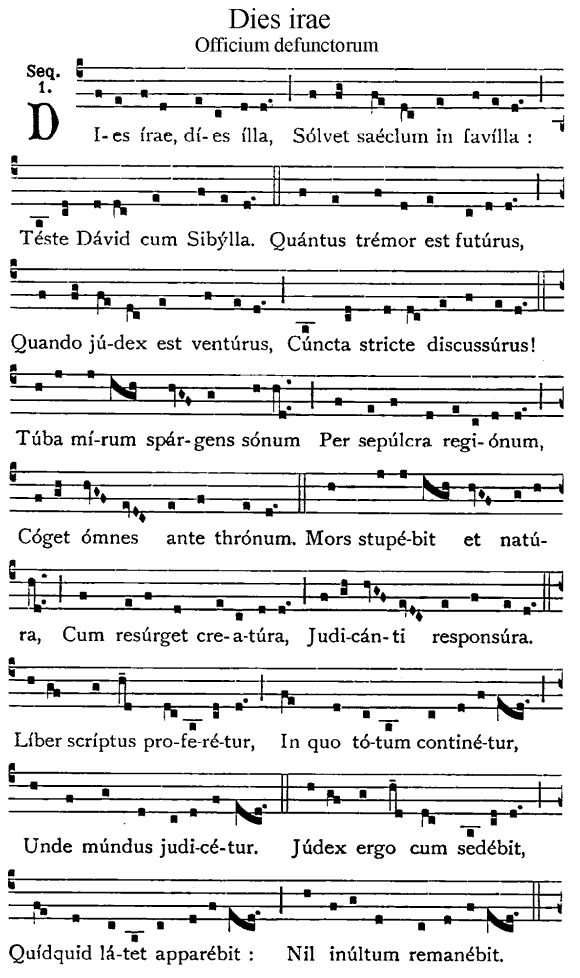 Dies irae
Officium defunctorum
Seq.
1.
D
I- es írae, dí- es ílla, Sólvet saéclum in favílla :
Téste Dávid cum Sibýlla. Quántus trémor est futúrus,
Quando jú-dex est ventúrus, Cúncta stricte discussúrus!
Túba mí-rum spár-gens sónum Per sepúlcra regi-ónum,
Cóget ómnes ante thrónum. Mors stupé-bit et natú-
ra, Cum resúrget cre-a-túra, Judi-cán-ti responsúra.
Líber scríptus pro-fe-ré-tur, In quo tó-tum continé-tur,
Unde múndus judi-cé-tur. Júdex ergo cum sedébit,
Quídquid lá-tet apparébit : Nil inúltum remanébit.